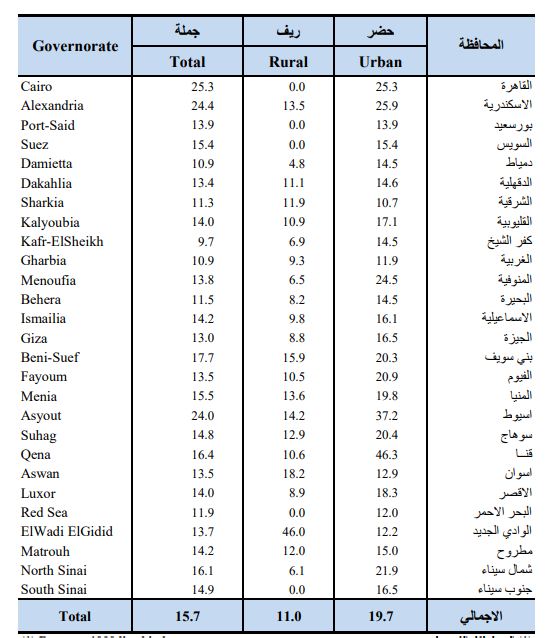 Governorate جملة ريف حضر المحافظة
Total Rural Urban
Cairo 25.3 0.0 25.3 القاهرة
Alexandria 24.4 13.5 25.9 الاسكندرية
Port-Said 13.9 0.0 13.9 بورسعيد
Suez 15.4 0.0 15.4 السويس
Damietta 10.9 4.8 14.5 دمياط
Dakahlia 13.4 11.1 14.6 الدقهلية
Sharkia 11.3 11.9 10.7 الشرقية
Kalyoubia 14.0 10.9 17.1 القليوبية
Kafr-ElSheikh 9.7 6.9 14.5 كفر الشيخ
Gharbia 10.9 9.3 11.9 الغربية
Menoufia 13.8 6.5 24.5 المنوفية
Behera 11.5 8.2 14.5 البحيرة
Ismailia 14.2 9.8 16.1 الاسماعيلية
Giza 13.0 8.8 16.5 الجيزة
Beni-Suef 17.7 15.9 20.3 بني سويف
Fayoum 13.5 10.5 20.9 الفيوم
Menia 15.5 13.6 19.8 المنيا
Asyout 24.0 14.2 37.2 اسيوط
Suhag 14.8 12.9 20.4 سوهاج
Qena 16.4 10.6 46.3 قنــا
Aswan 13.5 18.2 12.9 اسوان
Luxor 14.0 8.9 18.3 الاقصر
Red Sea 11.9 0.0 12.0 البحر الاحمر
ElWadi ElGidid 13.7 46.0 12.2 الوادي الجديد
Matrouh 14.2 12.0 15.0 مطروح
North Sinai 16.1 6.1 21.9 شمال سيناء
South Sinai 14.9 0.0 16.5 جنوب سيناء
Total 15.7 11.0 19.7 الاجمالي